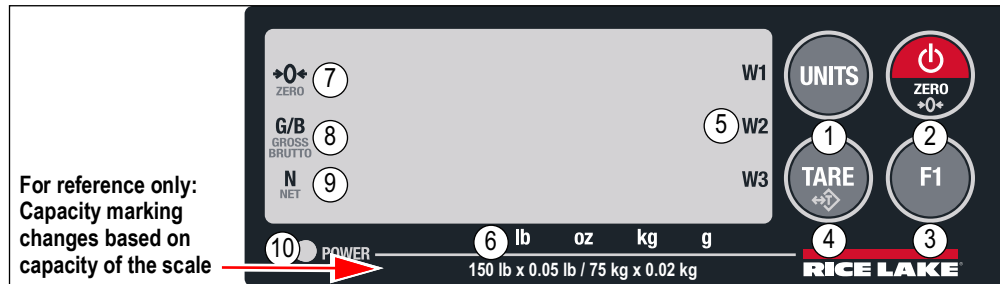 For reference only:
Capacity marking
changes based on
capacity of the scale
→0←
ZERO
7
G/B
GROSS
BRUTTO
8
N
NET
9
10
POWER
W1
5 W2
W3
6 lb oz kg g
150 lb x 0.05 lb / 75 kg x 0.02 kg
UNITS
1
ZERO
→0←
2
TARE
T
4
F1
3
RICE LAKE